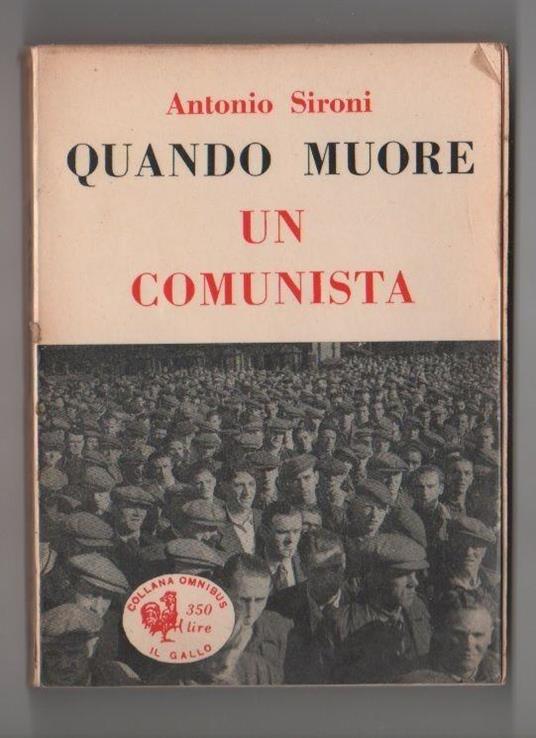 Antonio Sironi
QUANDO MUORE
UN
COMUNISTA
COLLANA OMNIBUS
350
lire
IL GALLO